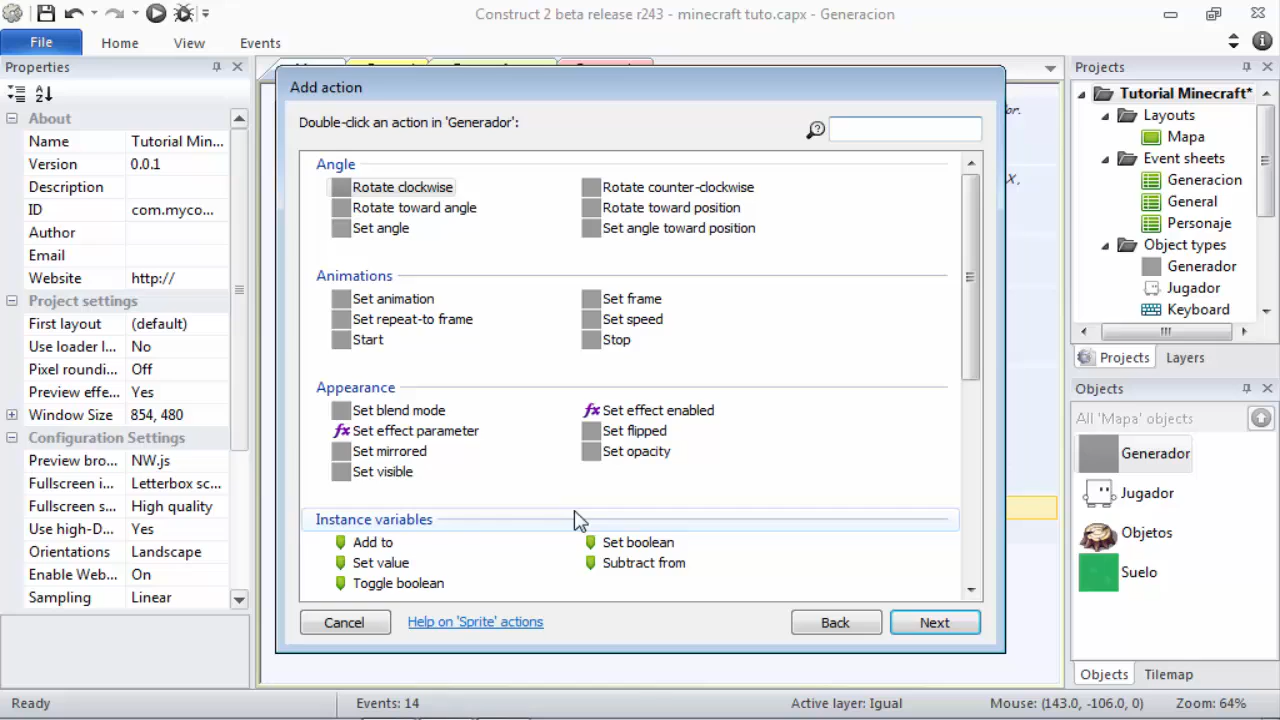 Construct 2 beta release r243 - minecraft tuto.capx - Generacion
File
Home
View
Events
Properties
About
Name
Tutorial Min...
Version
0.0.1
Description
ID
com.myco...
Author
Email
Website
http://
Project settings
First layout
(default)
Use loader l...
No
Pixel roundi...
Off
Preview effe...
Yes
Window Size
854, 480
Configuration Settings
Preview bro...
NW.js
Fullscreen i...
Letterbox sc...
Fullscreen s...
High quality
Use high-D...
Yes
Orientations
Landscape
Enable Web...
On
Sampling
Linear
Add action
Double-click an action in 'Generador':
Angle
Rotate clockwise
Rotate counter-clockwise
Rotate toward angle
Rotate toward position
Set angle
Set angle toward position
Animations
Set animation
Set frame
Set repeat-to frame
Set speed
Start
Stop
Appearance
Set blend mode
fx Set effect enabled
fx Set effect parameter
Set flipped
Set mirrored
Set opacity
Set visible
Instance variables
Add to
Set boolean
Set value
Subtract from
Toggle boolean
Cancel
Help on 'Sprite' actions
Back
Next
or.
X,
Projects
Tutorial Minecraft*
Layouts
Mapa
Event sheets
Generacion
General
Personaje
Object types
Generador
Jugador
Keyboard
Projects
Layers
Objects
All 'Mapa' objects
Generador
Jugador
Objetos
Suelo
Objects
Tilemap
Ready
Events: 14
Active layer: Igual
Mouse: (143.0, -106.0, 0)
Zoom: 64%